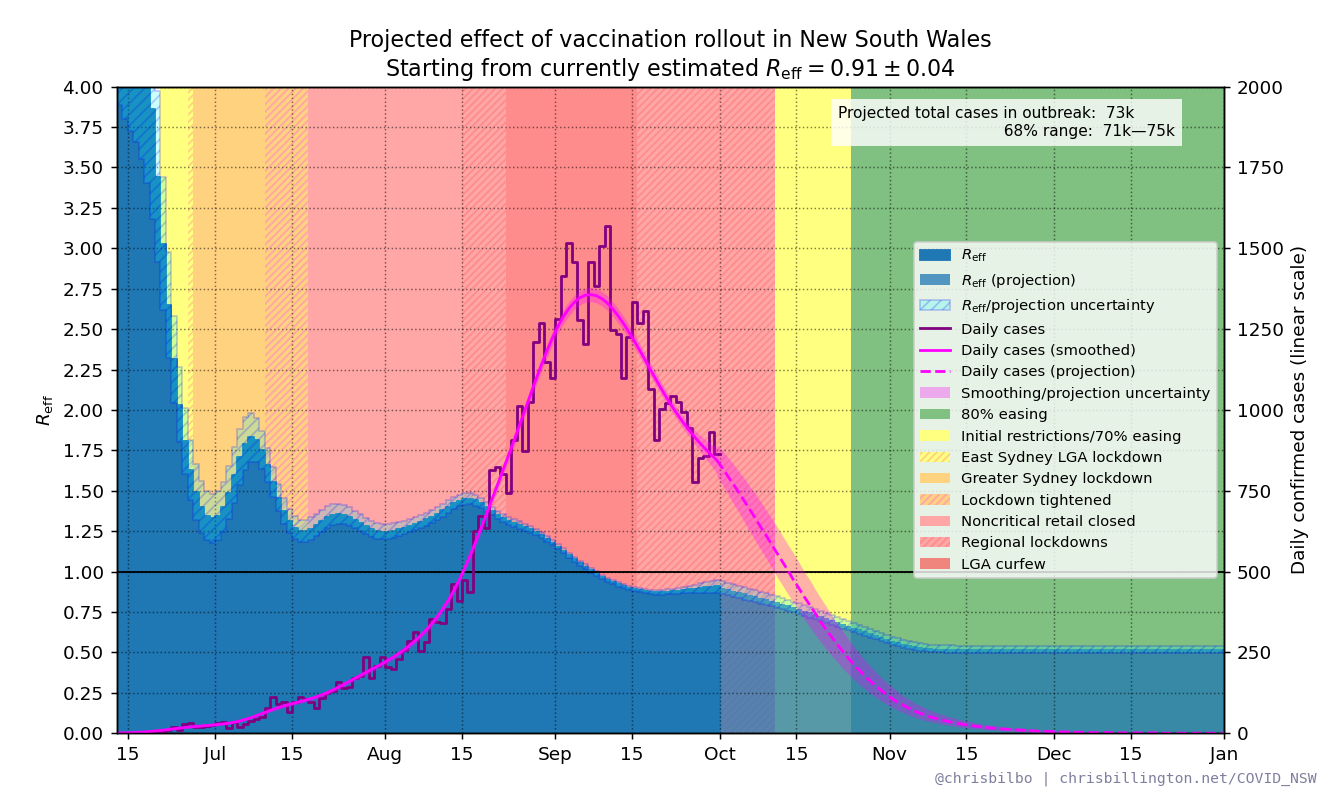 Projected effect of vaccination rollout in New South Wales
Starting from currently estimated R_eff = 0.91 ± 0.04
Projected total cases in outbreak: 73k
68% range: 71k—75k
R_eff
4.00
3.75
3.50
3.25
3.00
2.75
2.50
2.25
2.00
1.75
1.50
1.25
1.00
0.75
0.50
0.25
0.00
R_eff
R_eff (projection)
R_eff/projection uncertainty
Daily cases
Daily cases (smoothed)
Daily cases (projection)
Smoothing/projection uncertainty
80% easing
Initial restrictions/70% easing
East Sydney LGA lockdown
Greater Sydney lockdown
Lockdown tightened
Noncritical retail closed
Regional lockdowns
LGA curfew
2000
1750
1500
1250
1000
750
500
250
0
Daily confirmed cases (linear scale)
15 Jul 15 Aug 15 Sep 15 Oct 15 Nov 15 Dec 15 Jan
@chrisbilbo | chrisbillington.net/COVID_NSW